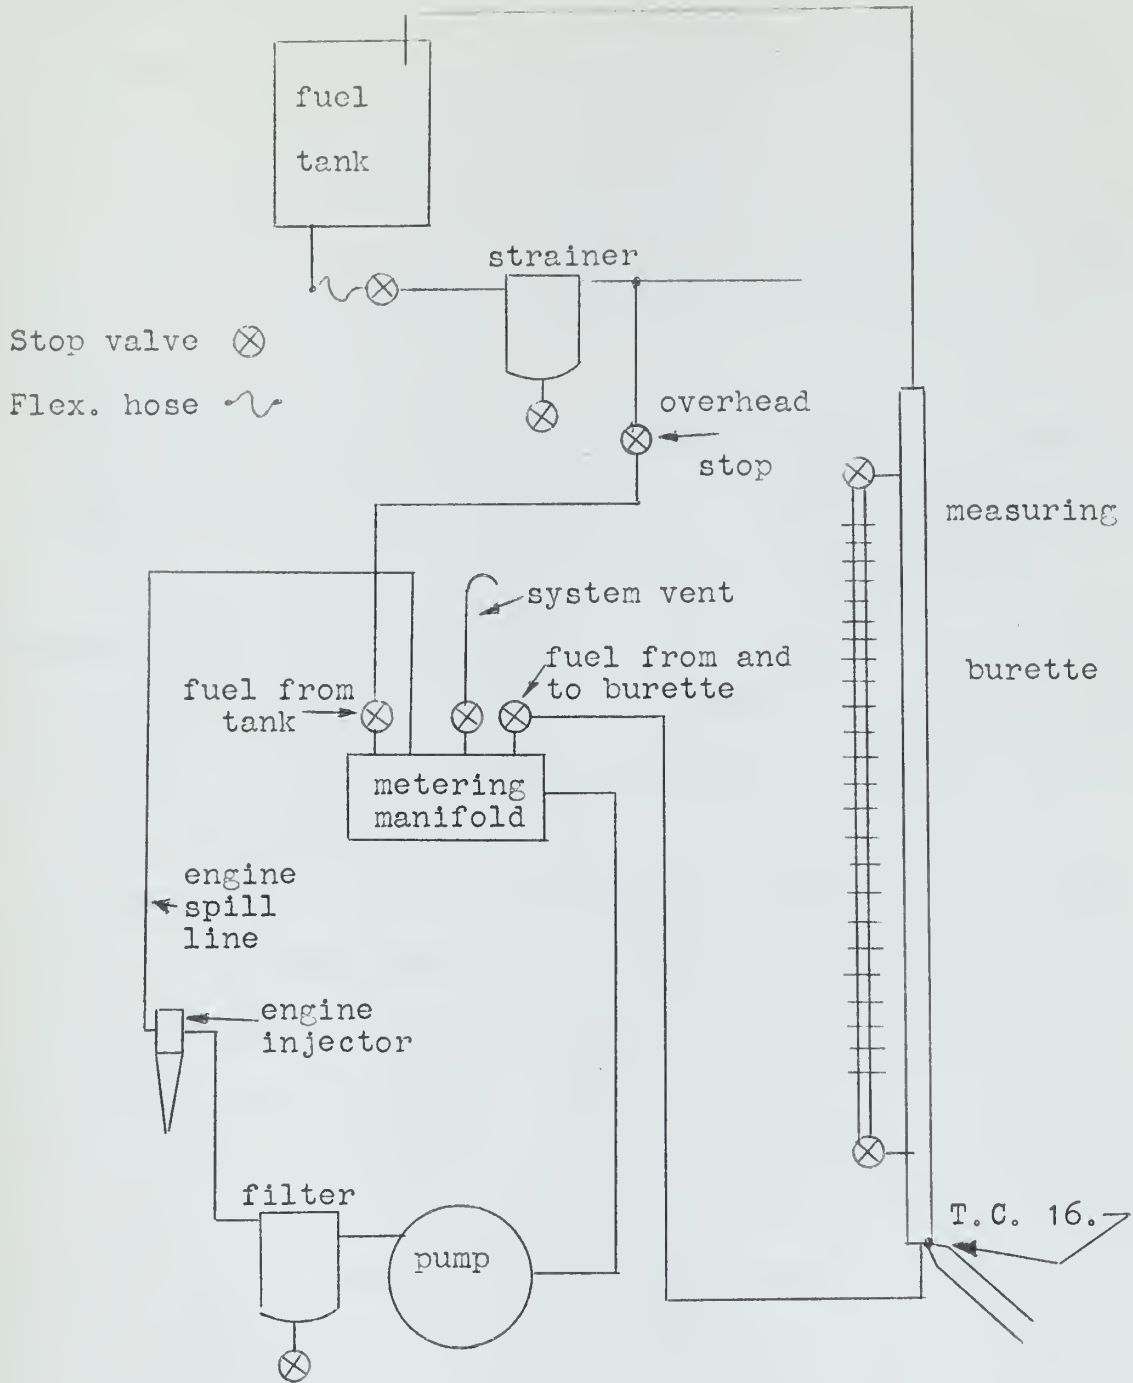 fuel
tank
strainer
Stop valve
Flex. hose
overhead
stop
measuring
burette
system vent
fuel from and
to burette
fuel from
tank
metering
manifold
engine
spill
line
engine
injector
filter
pump
T.C. 16.